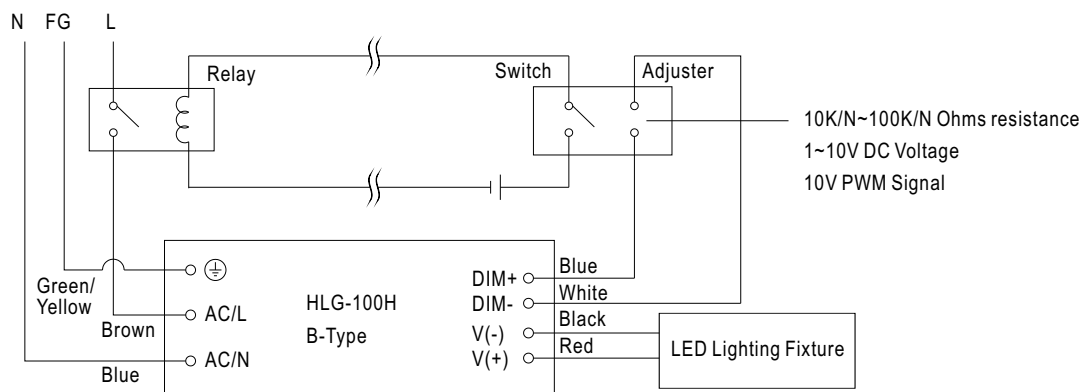 N FG L
Relay
Switch
Adjuster
10K/N~100K/N Ohms resistance
1~10V DC Voltage
10V PWM Signal
Green/
Yellow
Brown
Blue
AC/L
AC/N
HLG-100H
B-Type
DIM+
DIM-
V(-)
V(+)
Blue
White
Black
Red
LED Lighting Fixture